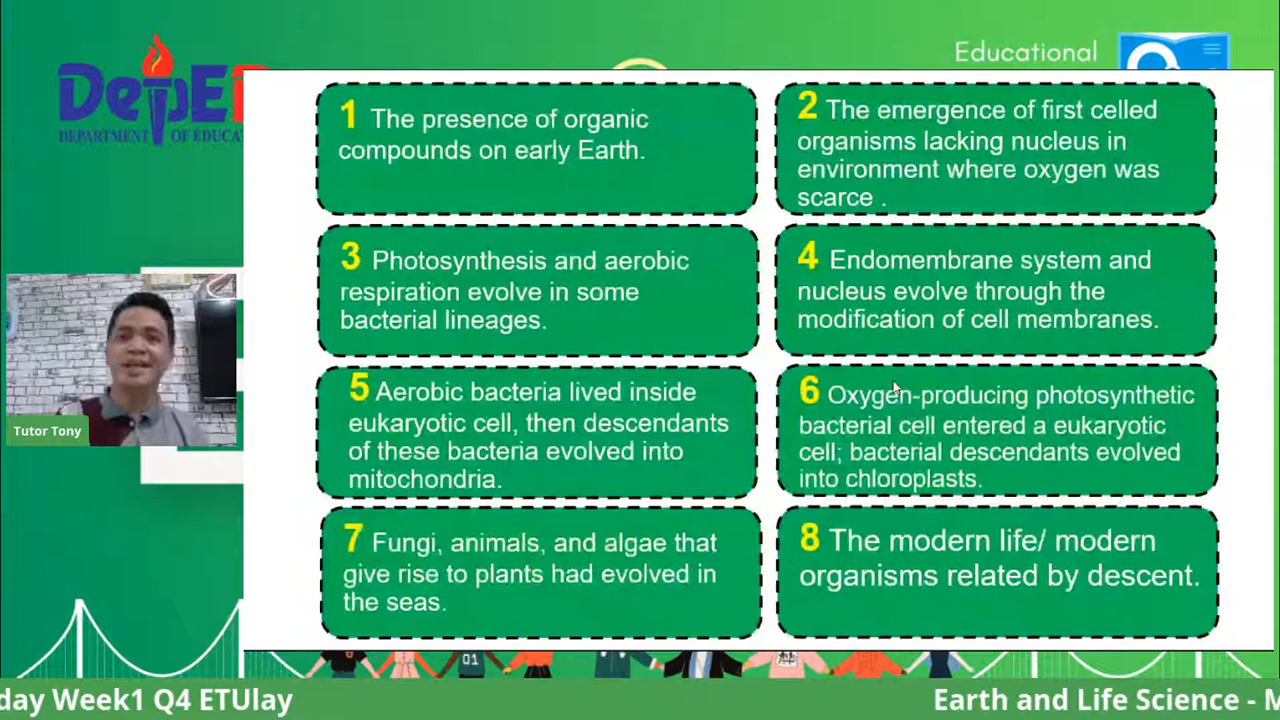 DepE
DEPARTMENT OF EDUCA
Educational
1 The presence of organic
compounds on early Earth.
2 The emergence of first celled
organisms lacking nucleus in
environment where oxygen was
scarce .
3 Photosynthesis and aerobic
respiration evolve in some
bacterial lineages.
4 Endomembrane system and
nucleus evolve through the
modification of cell membranes.
5 Aerobic bacteria lived inside
eukaryotic cell, then descendants
of these bacteria evolved into
mitochondria.
6 Oxygen-producing photosynthetic
bacterial cell entered a eukaryotic
cell; bacterial descendants evolved
into chloroplasts.
7 Fungi, animals, and algae that
give rise to plants had evolved in
the seas.
8 The modern life/ modern
organisms related by descent.
Tutor Tony
01
day Week1 Q4 ETUlay
Earth and Life Science - M